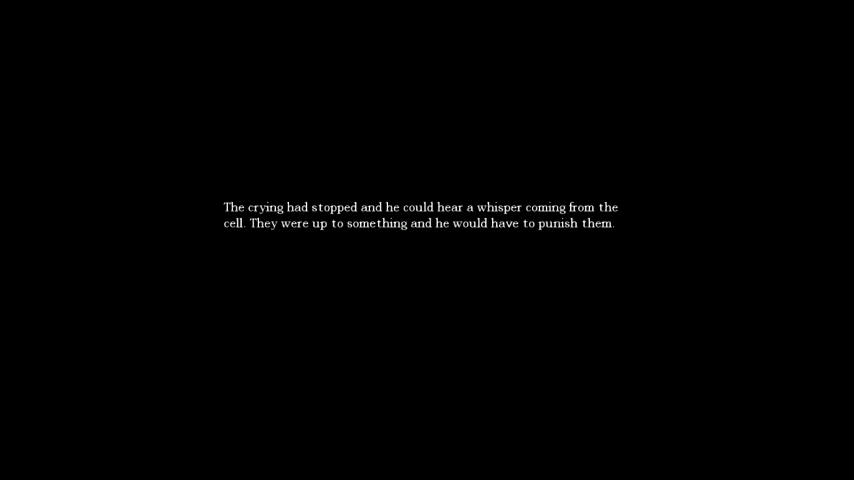 The crying had stopped and he could hear a whisper coming from the
cell. They were up to something and he would have to punish them.